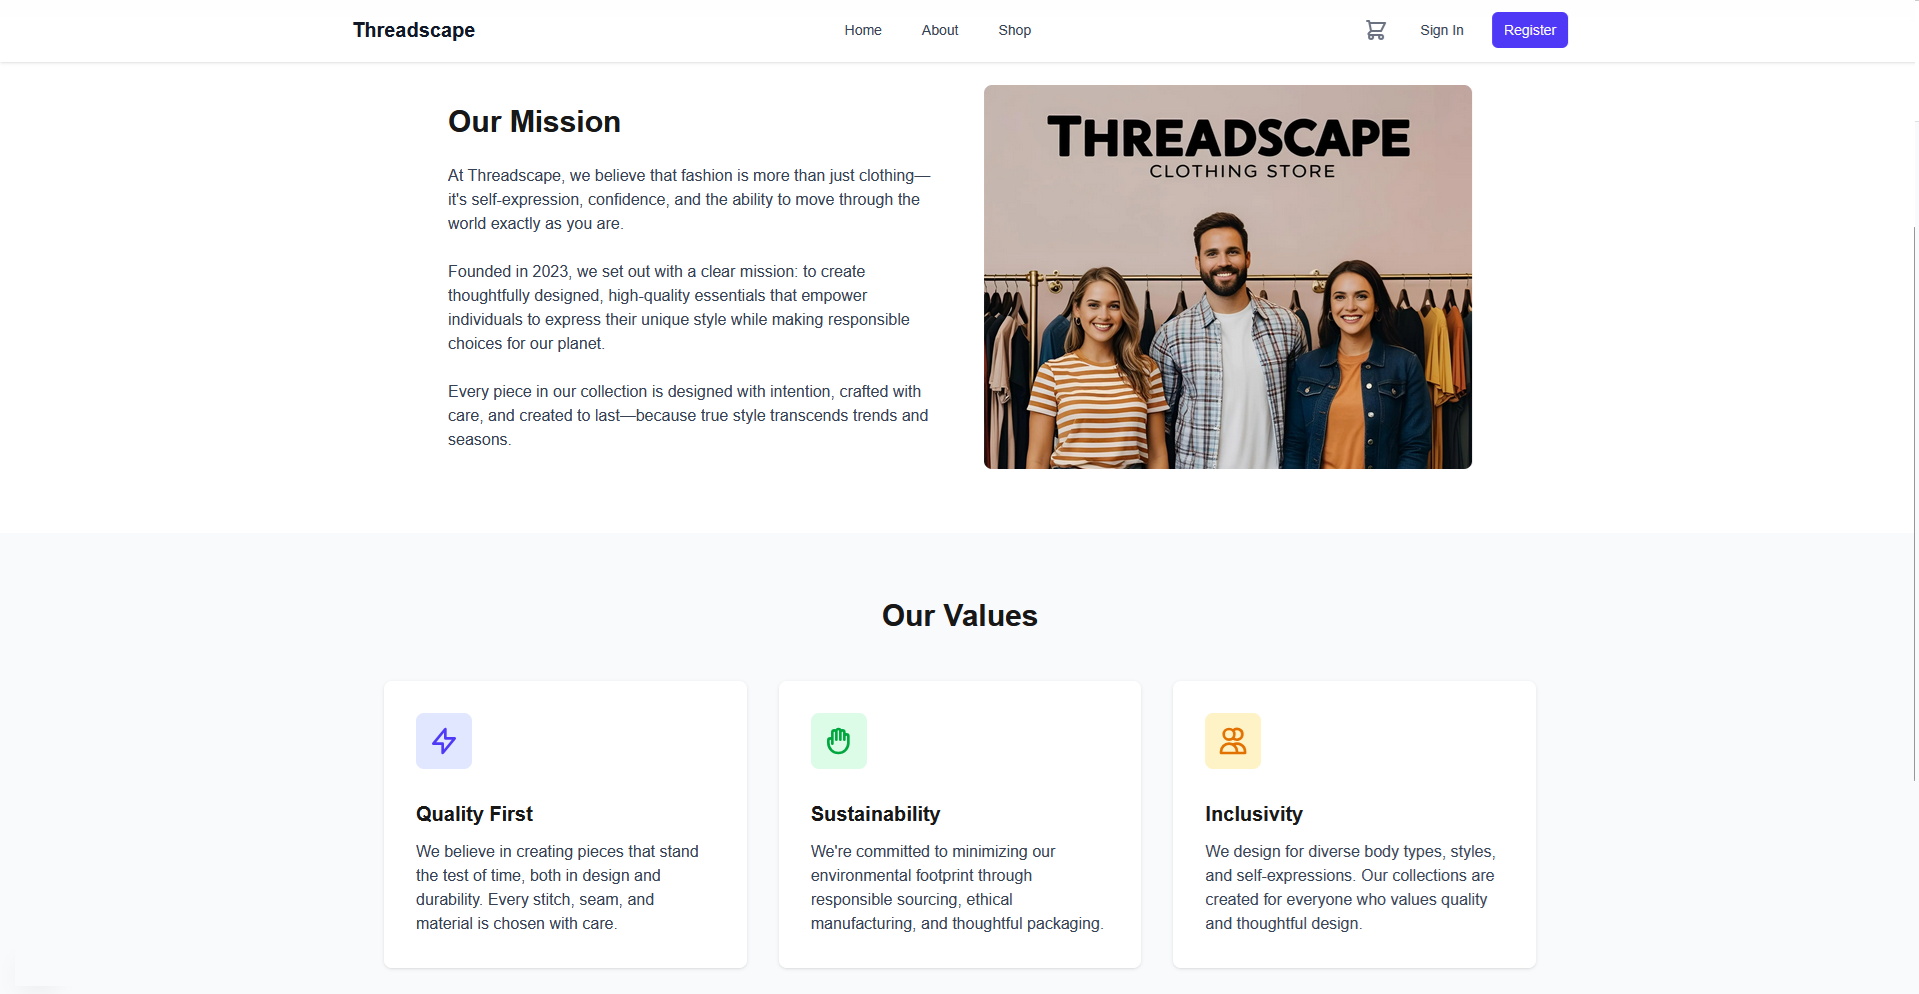 Threadscape
Home
About
Shop
Sign In
Register
Our Mission
At Threadscape, we believe that fashion is more than just clothing—
it's self-expression, confidence, and the ability to move through the
world exactly as you are.
Founded in 2023, we set out with a clear mission: to create
thoughtfully designed, high-quality essentials that empower
individuals to express their unique style while making responsible
choices for our planet.
Every piece in our collection is designed with intention, crafted with
care, and created to last—because true style transcends trends and
seasons.
THREADSCAPE
CLOTHING STORE
Our Values
Quality First
We believe in creating pieces that stand
the test of time, both in design and
durability. Every stitch, seam, and
material is chosen with care.
Sustainability
We're committed to minimizing our
environmental footprint through
responsible sourcing, ethical
manufacturing, and thoughtful packaging.
Inclusivity
We design for diverse body types, styles,
and self-expressions. Our collections are
created for everyone who values quality
and thoughtful design.